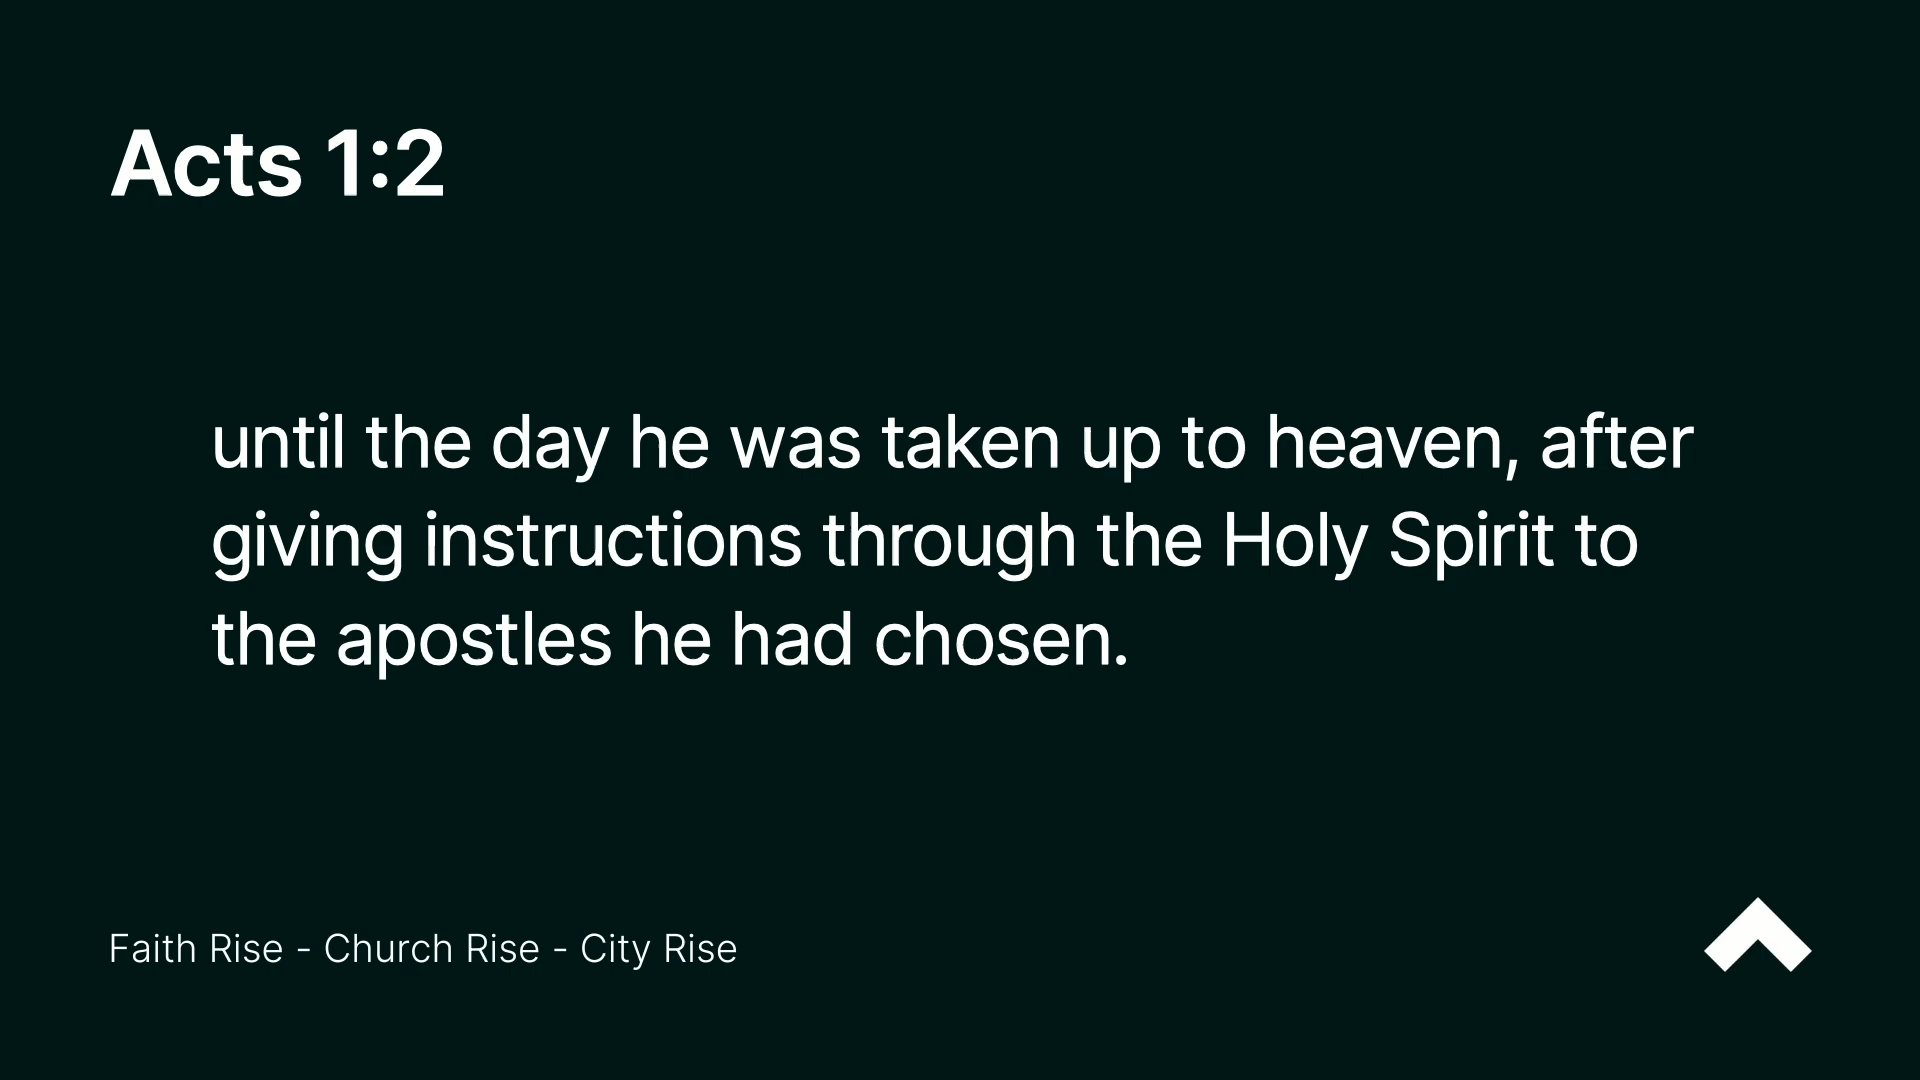 Acts 1:2
until the day he was taken up to heaven, after
giving instructions through the Holy Spirit to
the apostles he had chosen.
Faith Rise - Church Rise - City Rise